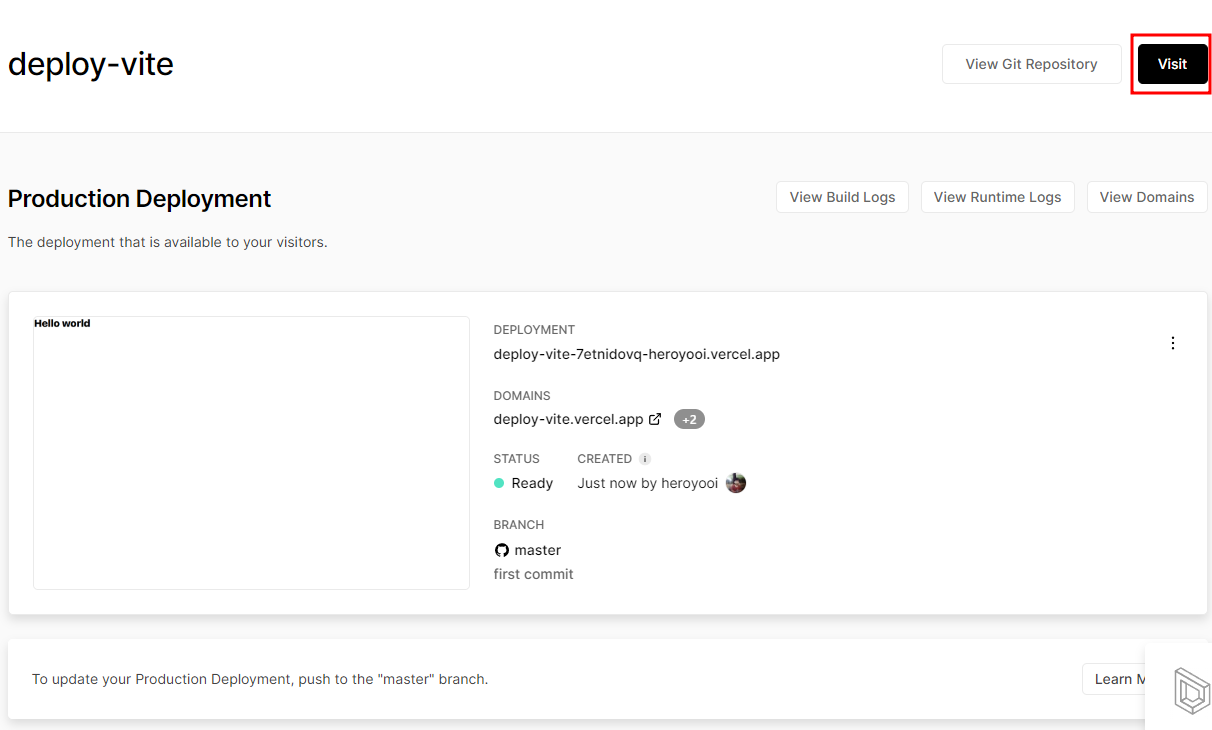 deploy-vite
View Git Repository
Visit
Production Deployment
View Build Logs
View Runtime Logs
View Domains
The deployment that is available to your visitors.
Hello world
DEPLOYMENT
deploy-vite-7etnidovq-heroyooi.vercel.app
DOMAINS
deploy-vite.vercel.app +2
STATUS CREATED i
Ready Just now by heroyooi
BRANCH
master
first commit
To update your Production Deployment, push to the "master" branch.
Learn M